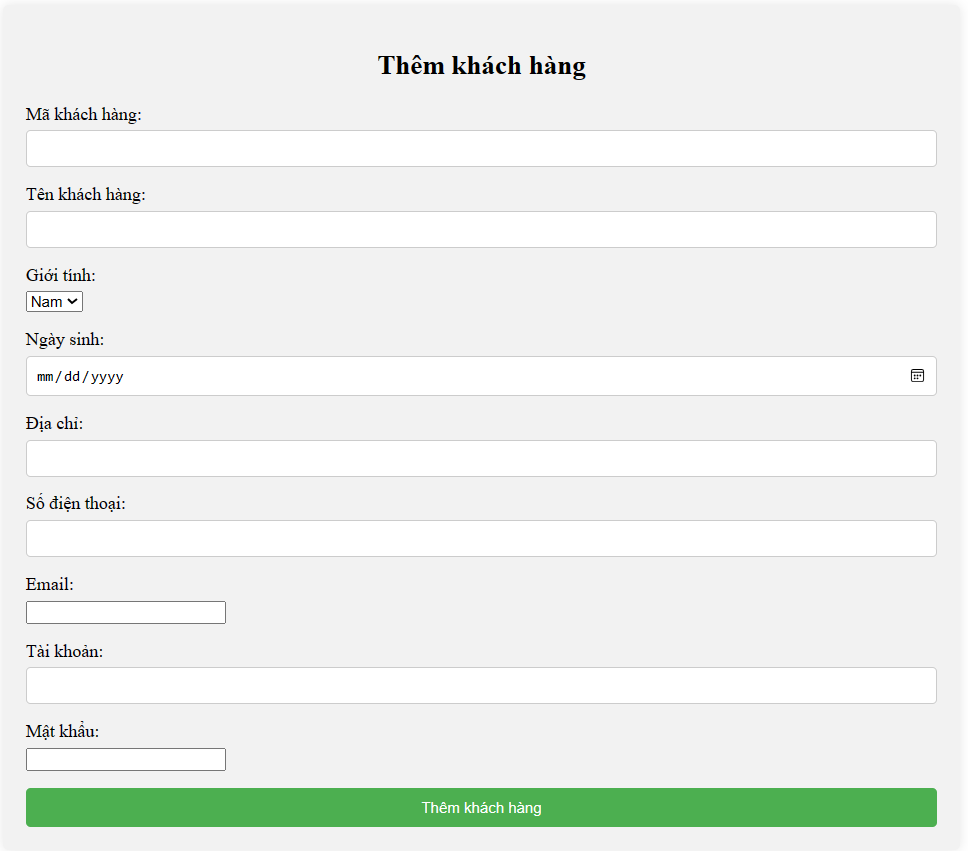 Thêm khách hàng
Mã khách hàng:
Tên khách hàng:
Giới tính:
Nam
Ngày sinh:
mm/dd/yyyy
Địa chỉ:
Số điện thoại:
Email:
Tài khoản:
Mật khẩu:
Thêm khách hàng